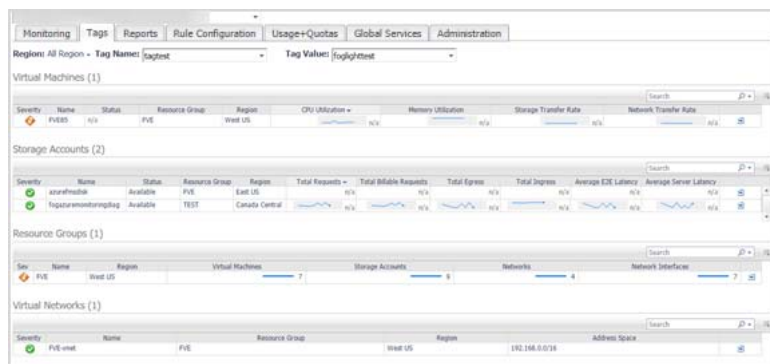 Monitoring Tags Reports Rule Configuration Usage+Quotas Global Services Administration
Region: All Region Tag Name: tagtest Tag Value: foglighttest
Virtual Machines (1)
Search
Severity Name Status Resource Group Region CPU Utilization Memory Utilization Storage Transfer Rate Network Transfer Rate
FVE85 n/a FVE West US n/a n/a n/a n/a
Storage Accounts (2)
Search
Severity Name Status Resource Group Region Total Requests Total Billable Requests Total Egress Total Ingress Average E2E Latency Average Server Latency
azurefmsdisk Available FVE East US n/a n/a n/a n/a n/a n/a
fogazuremonitoringdiag Available TEST Canada Central n/a n/a n/a n/a n/a n/a
Resource Groups (1)
Search
Sev Name Region Virtual Machines Storage Accounts Networks Network Interfaces
FVE West US 7 4 7
Virtual Networks (1)
Search
Severity Name Resource Group Region Address Space
FVE-vnet FVE West US 192.168.0.0/16